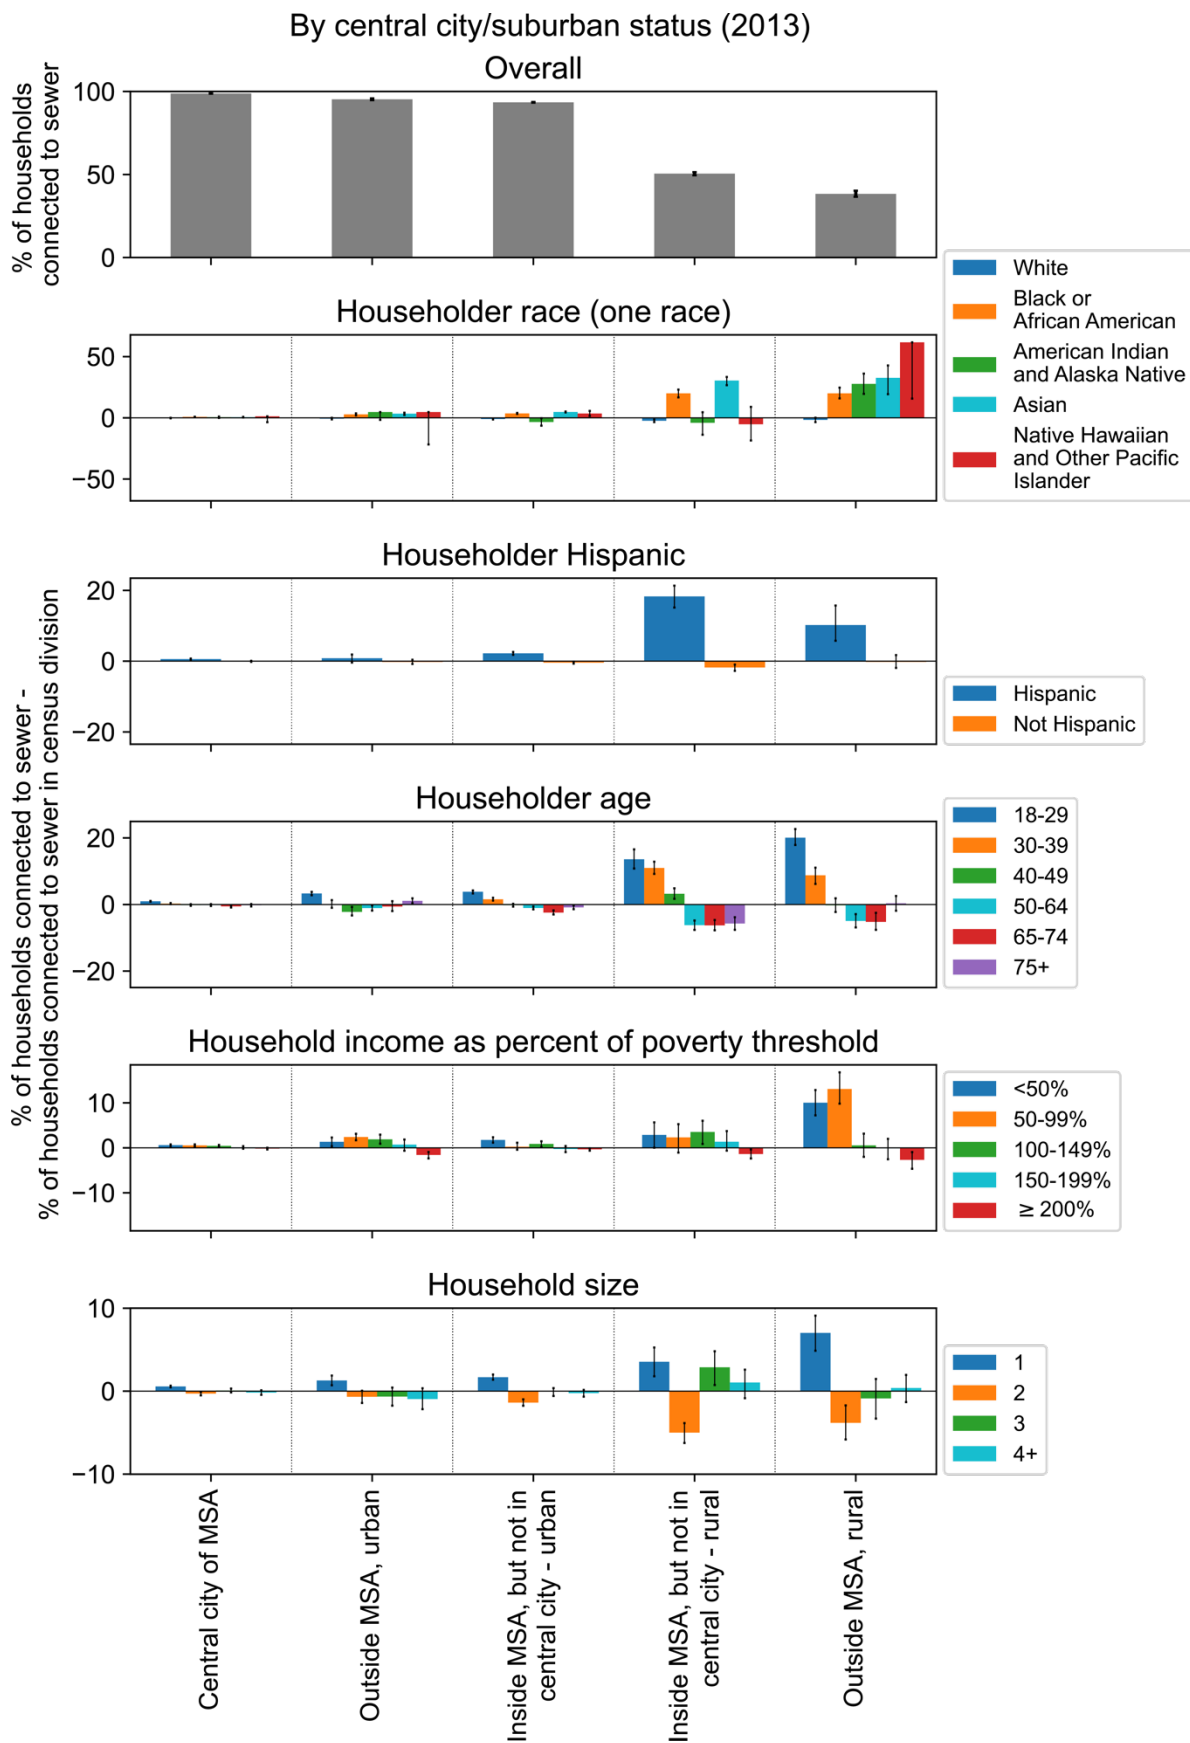 By central city/suburban status (2013)
Overall
% of households
connected to sewer
100
50
0
White
Black or
African American
American Indian
and Alaska Native
Asian
Native Hawaiian
and Other Pacific
Islander
Householder race (one race)
50
0
−50
% of households connected to sewer -
% of households connected to sewer in census division
Householder Hispanic
20
0
−20
Hispanic
Not Hispanic
Householder age
20
0
−20
18-29
30-39
40-49
50-64
65-74
75+
Household income as percent of poverty threshold
10
0
−10
<50%
50-99%
100-149%
150-199%
≥ 200%
Household size
10
0
−10
1
2
3
4+
Central city of MSA
Outside MSA, urban
Inside MSA, but not in
central city - urban
Inside MSA, but not in
central city - rural
Outside MSA, rural